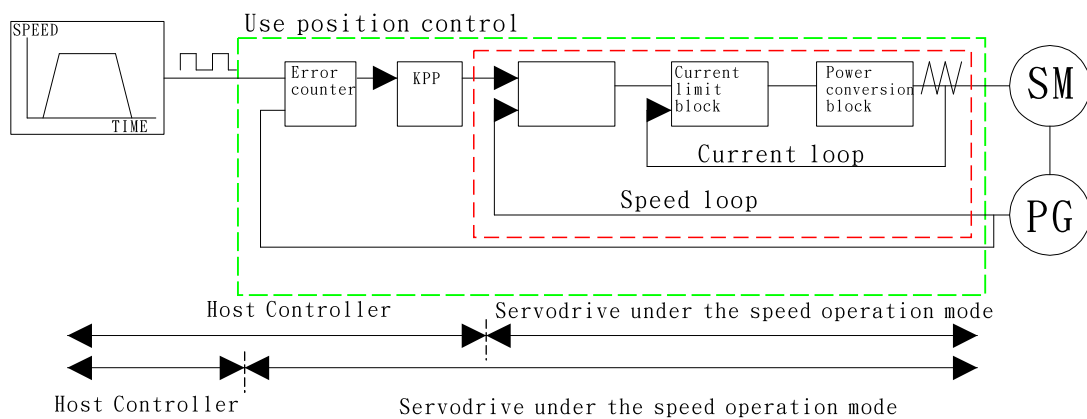 Use position control
SPEED
TIME
Error
counter
KPP
Current
limit
block
Power
conversion
block
SM
Current loop
Speed loop
PG
Host Controller
Servodrive under the speed operation mode
Host Controller
Servodrive under the speed operation mode